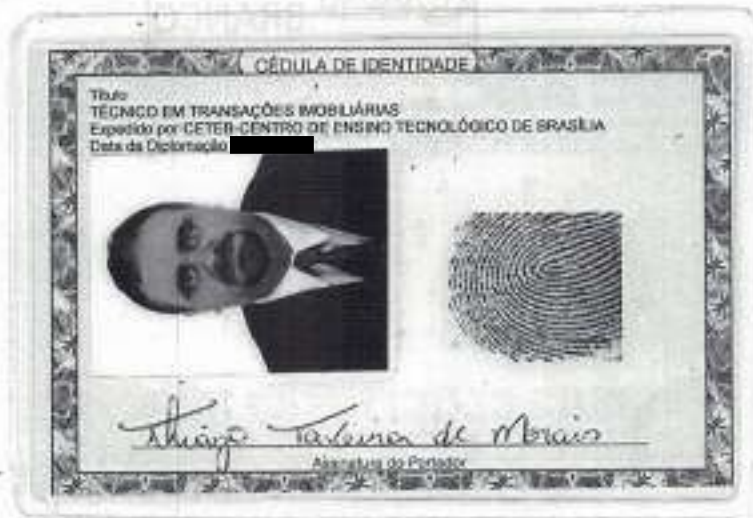 CÉDULA DE IDENTIDADE
Título
TÉCNICO EM TRANSAÇÕES IMOBILIÁRIAS
Expedido por CETEB-CENTRO DE ENSINO TECNOLÓGICO DE BRASÍLIA
Data da Diplomação
Thiago Taveira de Morais
Assinatura do Portador